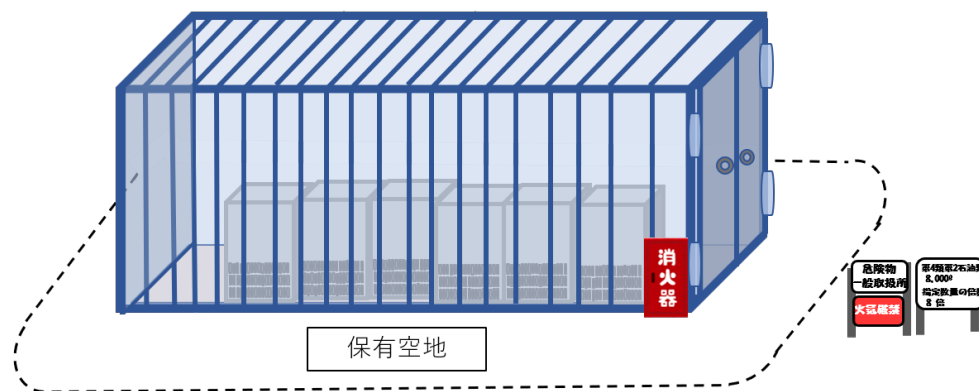 消火器
保有空地
危険物
一般取扱所
火気厳禁
第4類第2石油類
8,000ℓ
指定数量の倍数
8 倍